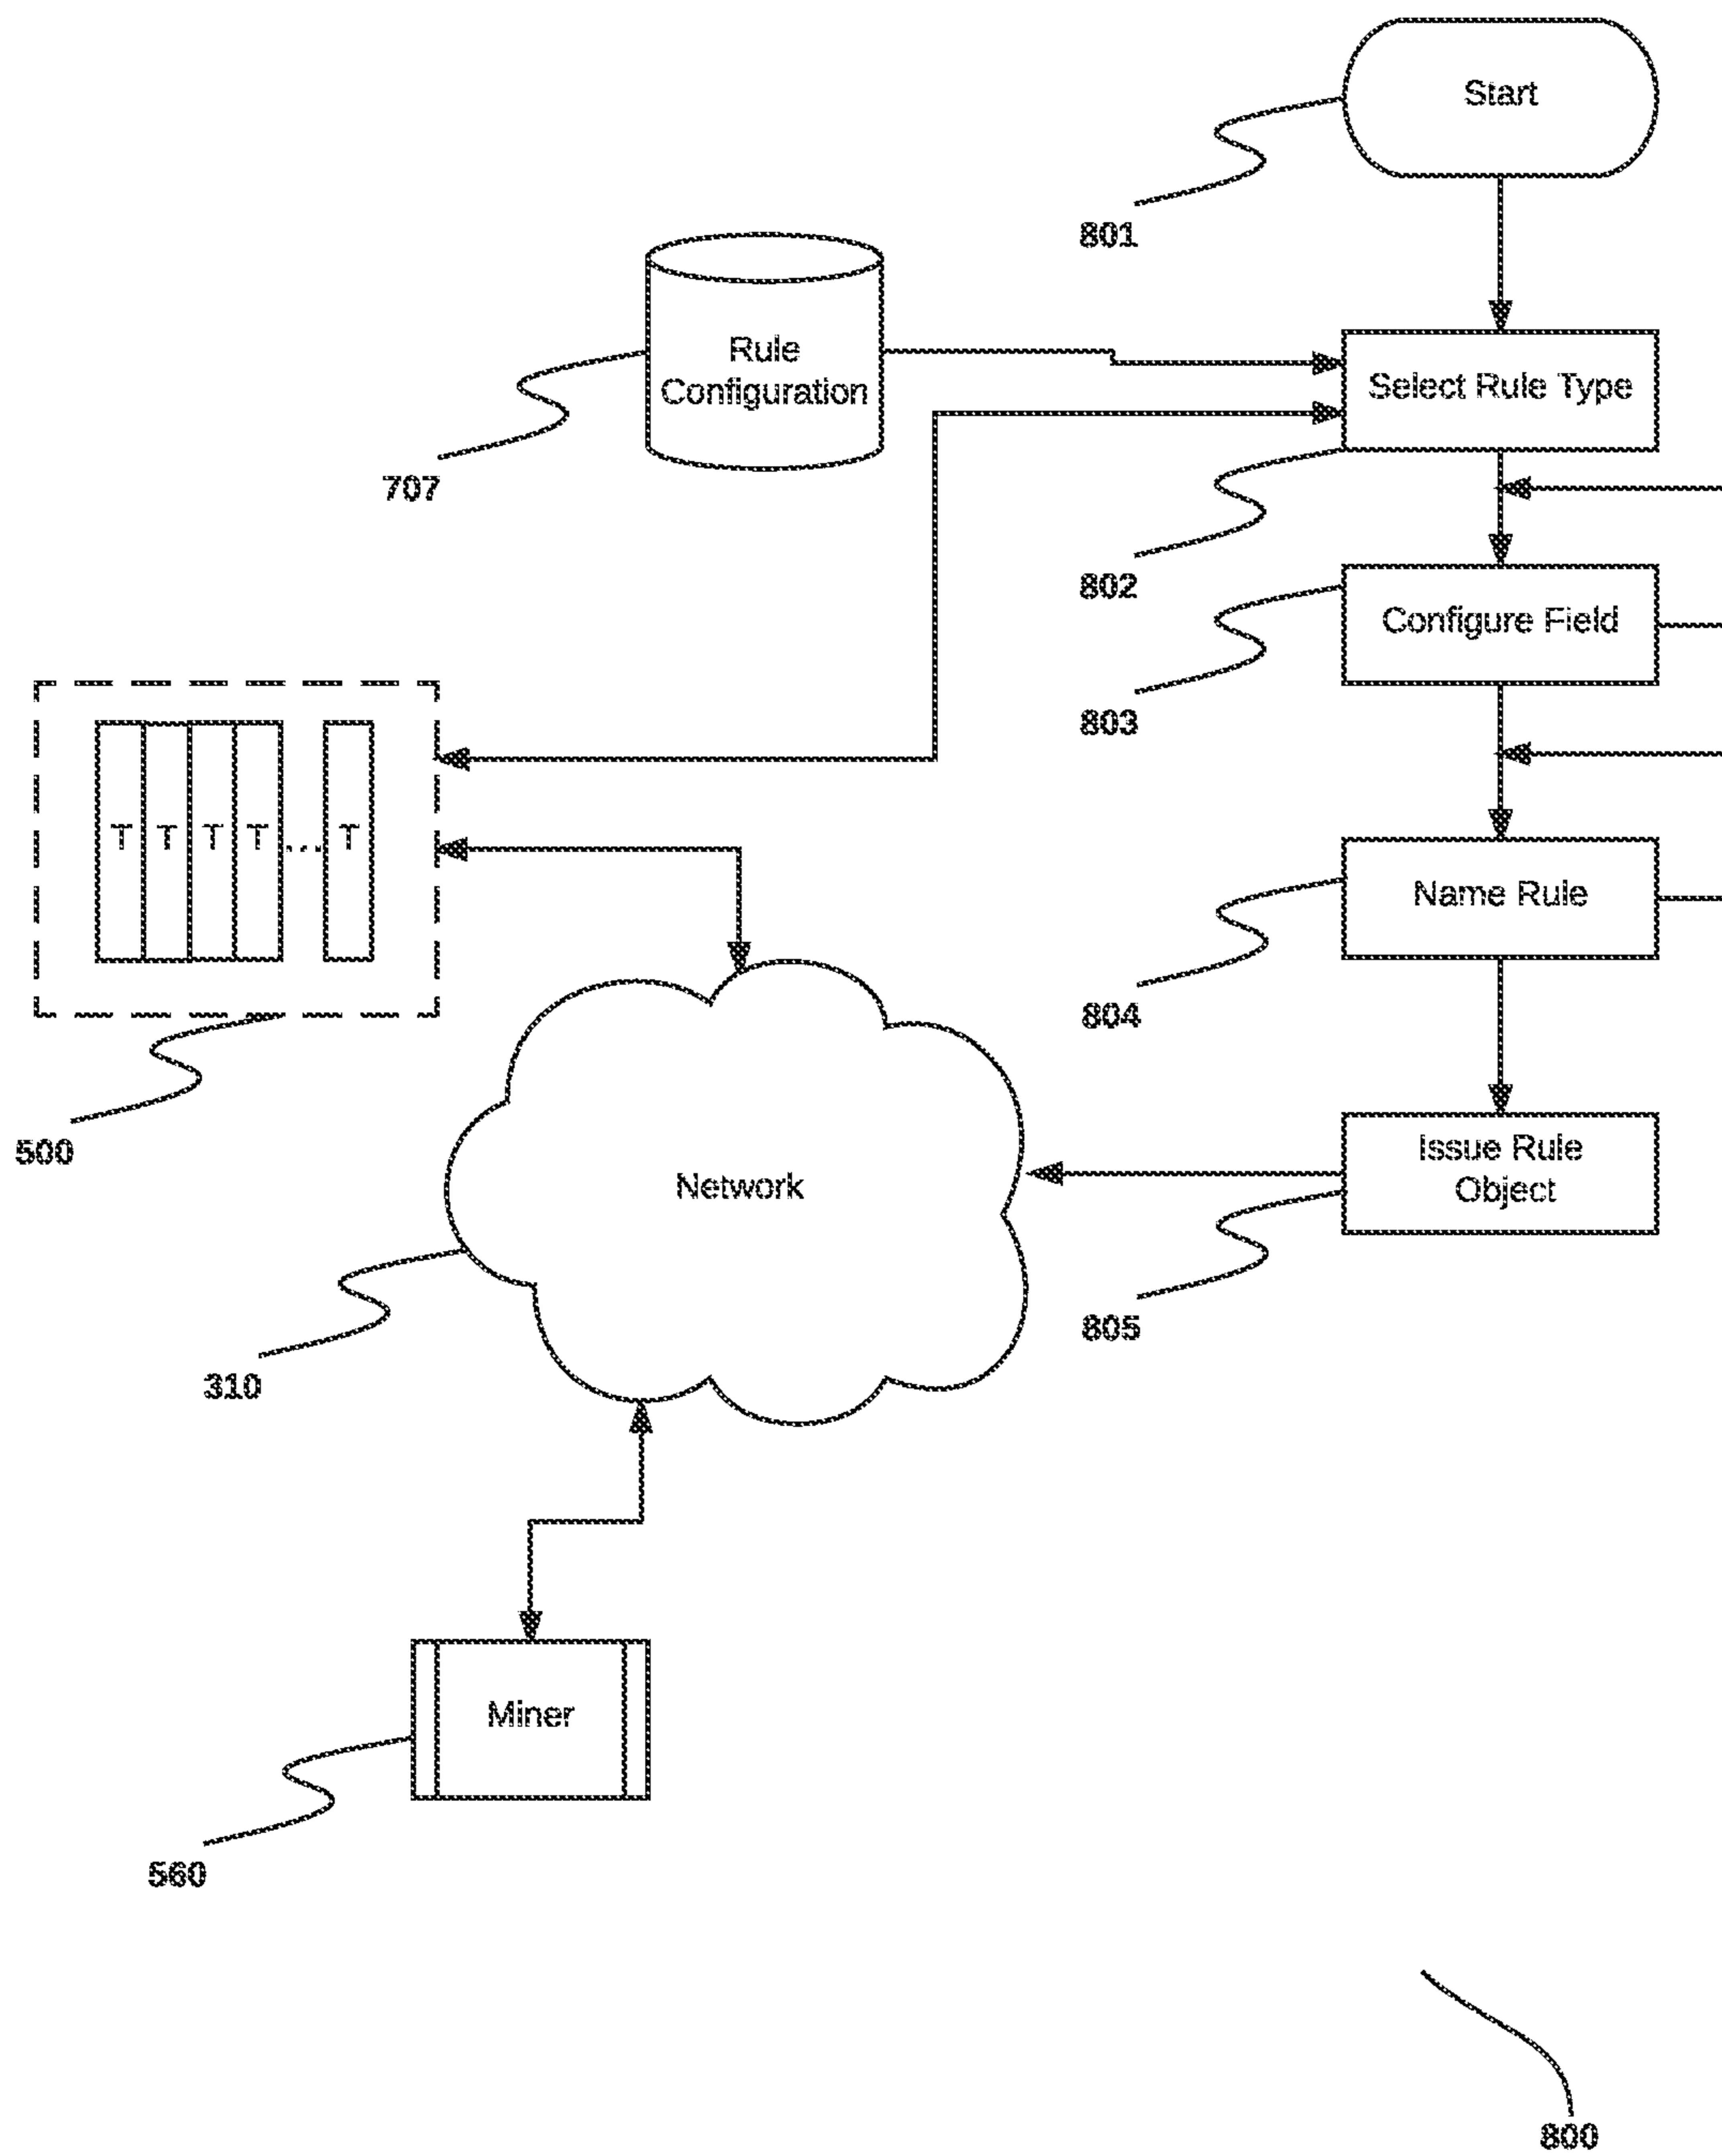 Start
801
Rule
Configuration
Select Rule Type
707
802
Configure Field
803
T T T T ... T
Name Rule
804
500
Issue Rule
Object
Network
805
310
Miner
560
800